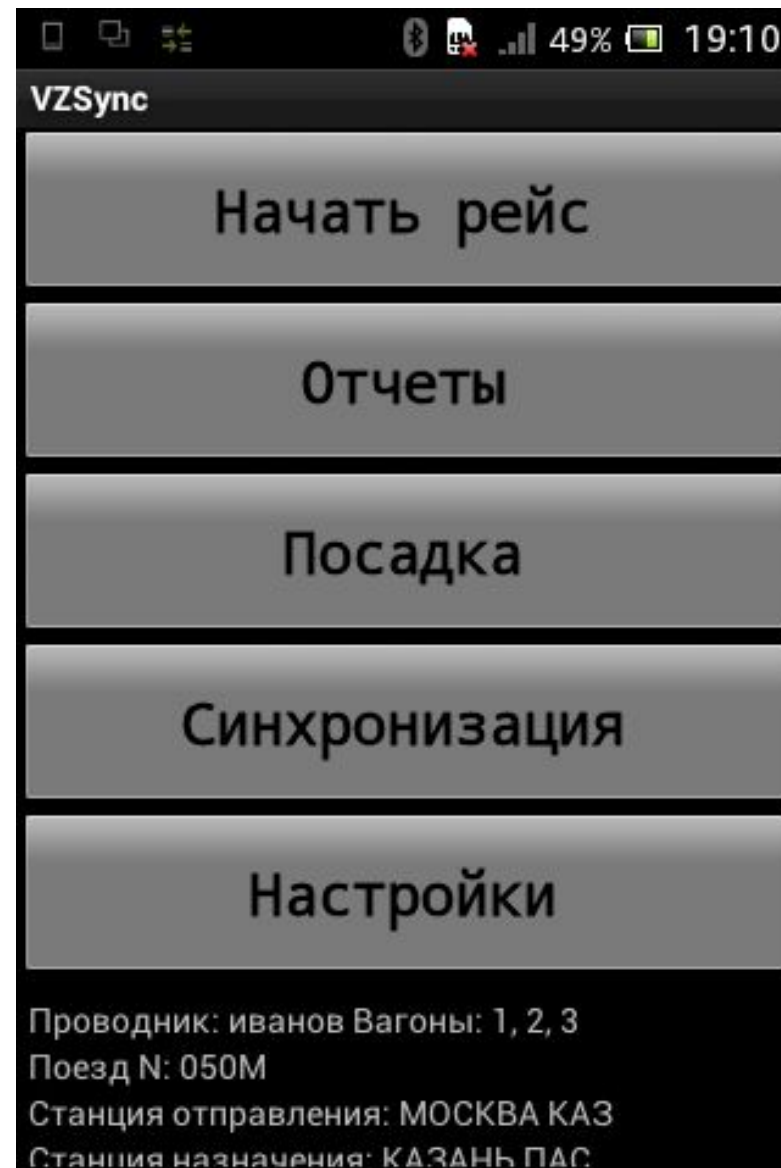 49% 19:10
VZSync
Начать рейс
Отчеты
Посадка
Синхронизация
Настройки
Проводник: иванов Вагоны: 1, 2, 3
Поезд N: 050М
Станция отправления: МОСКВА КАЗ
Станция назначения: КАЗАНЬ ПАС